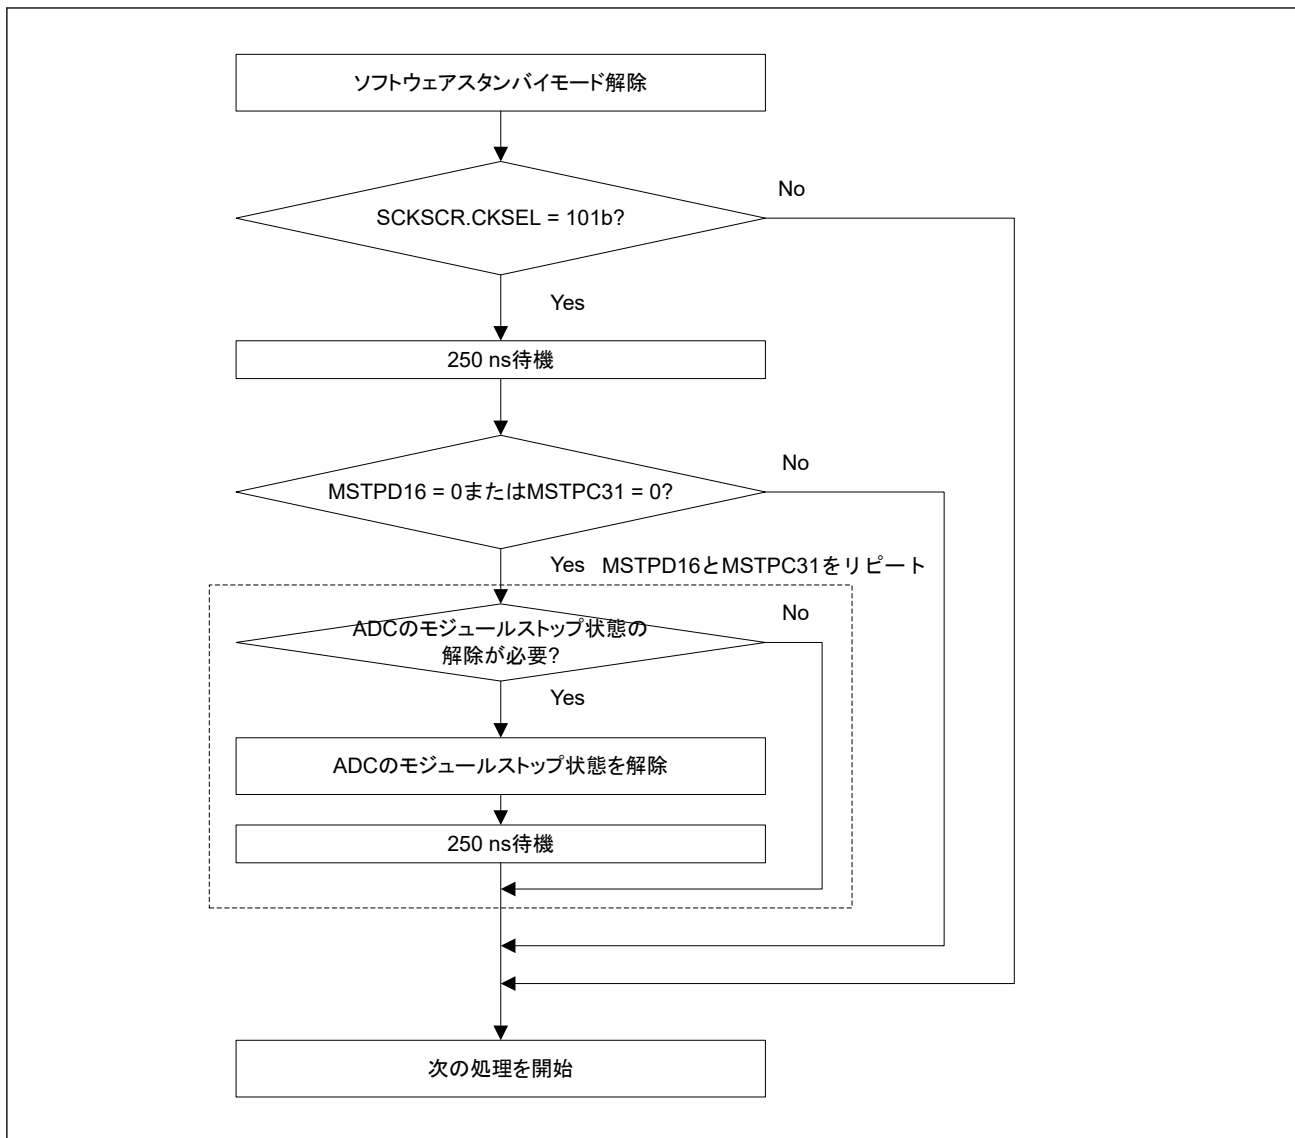 ソフトウェアスタンバイモード解除
No
SCKSCR.CKSEL = 101b?
Yes
250 ns待機
No
MSTPD16 = 0またはMSTPC31 = 0?
Yes
MSTPD16とMSTPC31をリピート
No
ADCのモジュールストップ状態の
解除が必要?
Yes
ADCのモジュールストップ状態を解除
250 ns待機
次の処理を開始